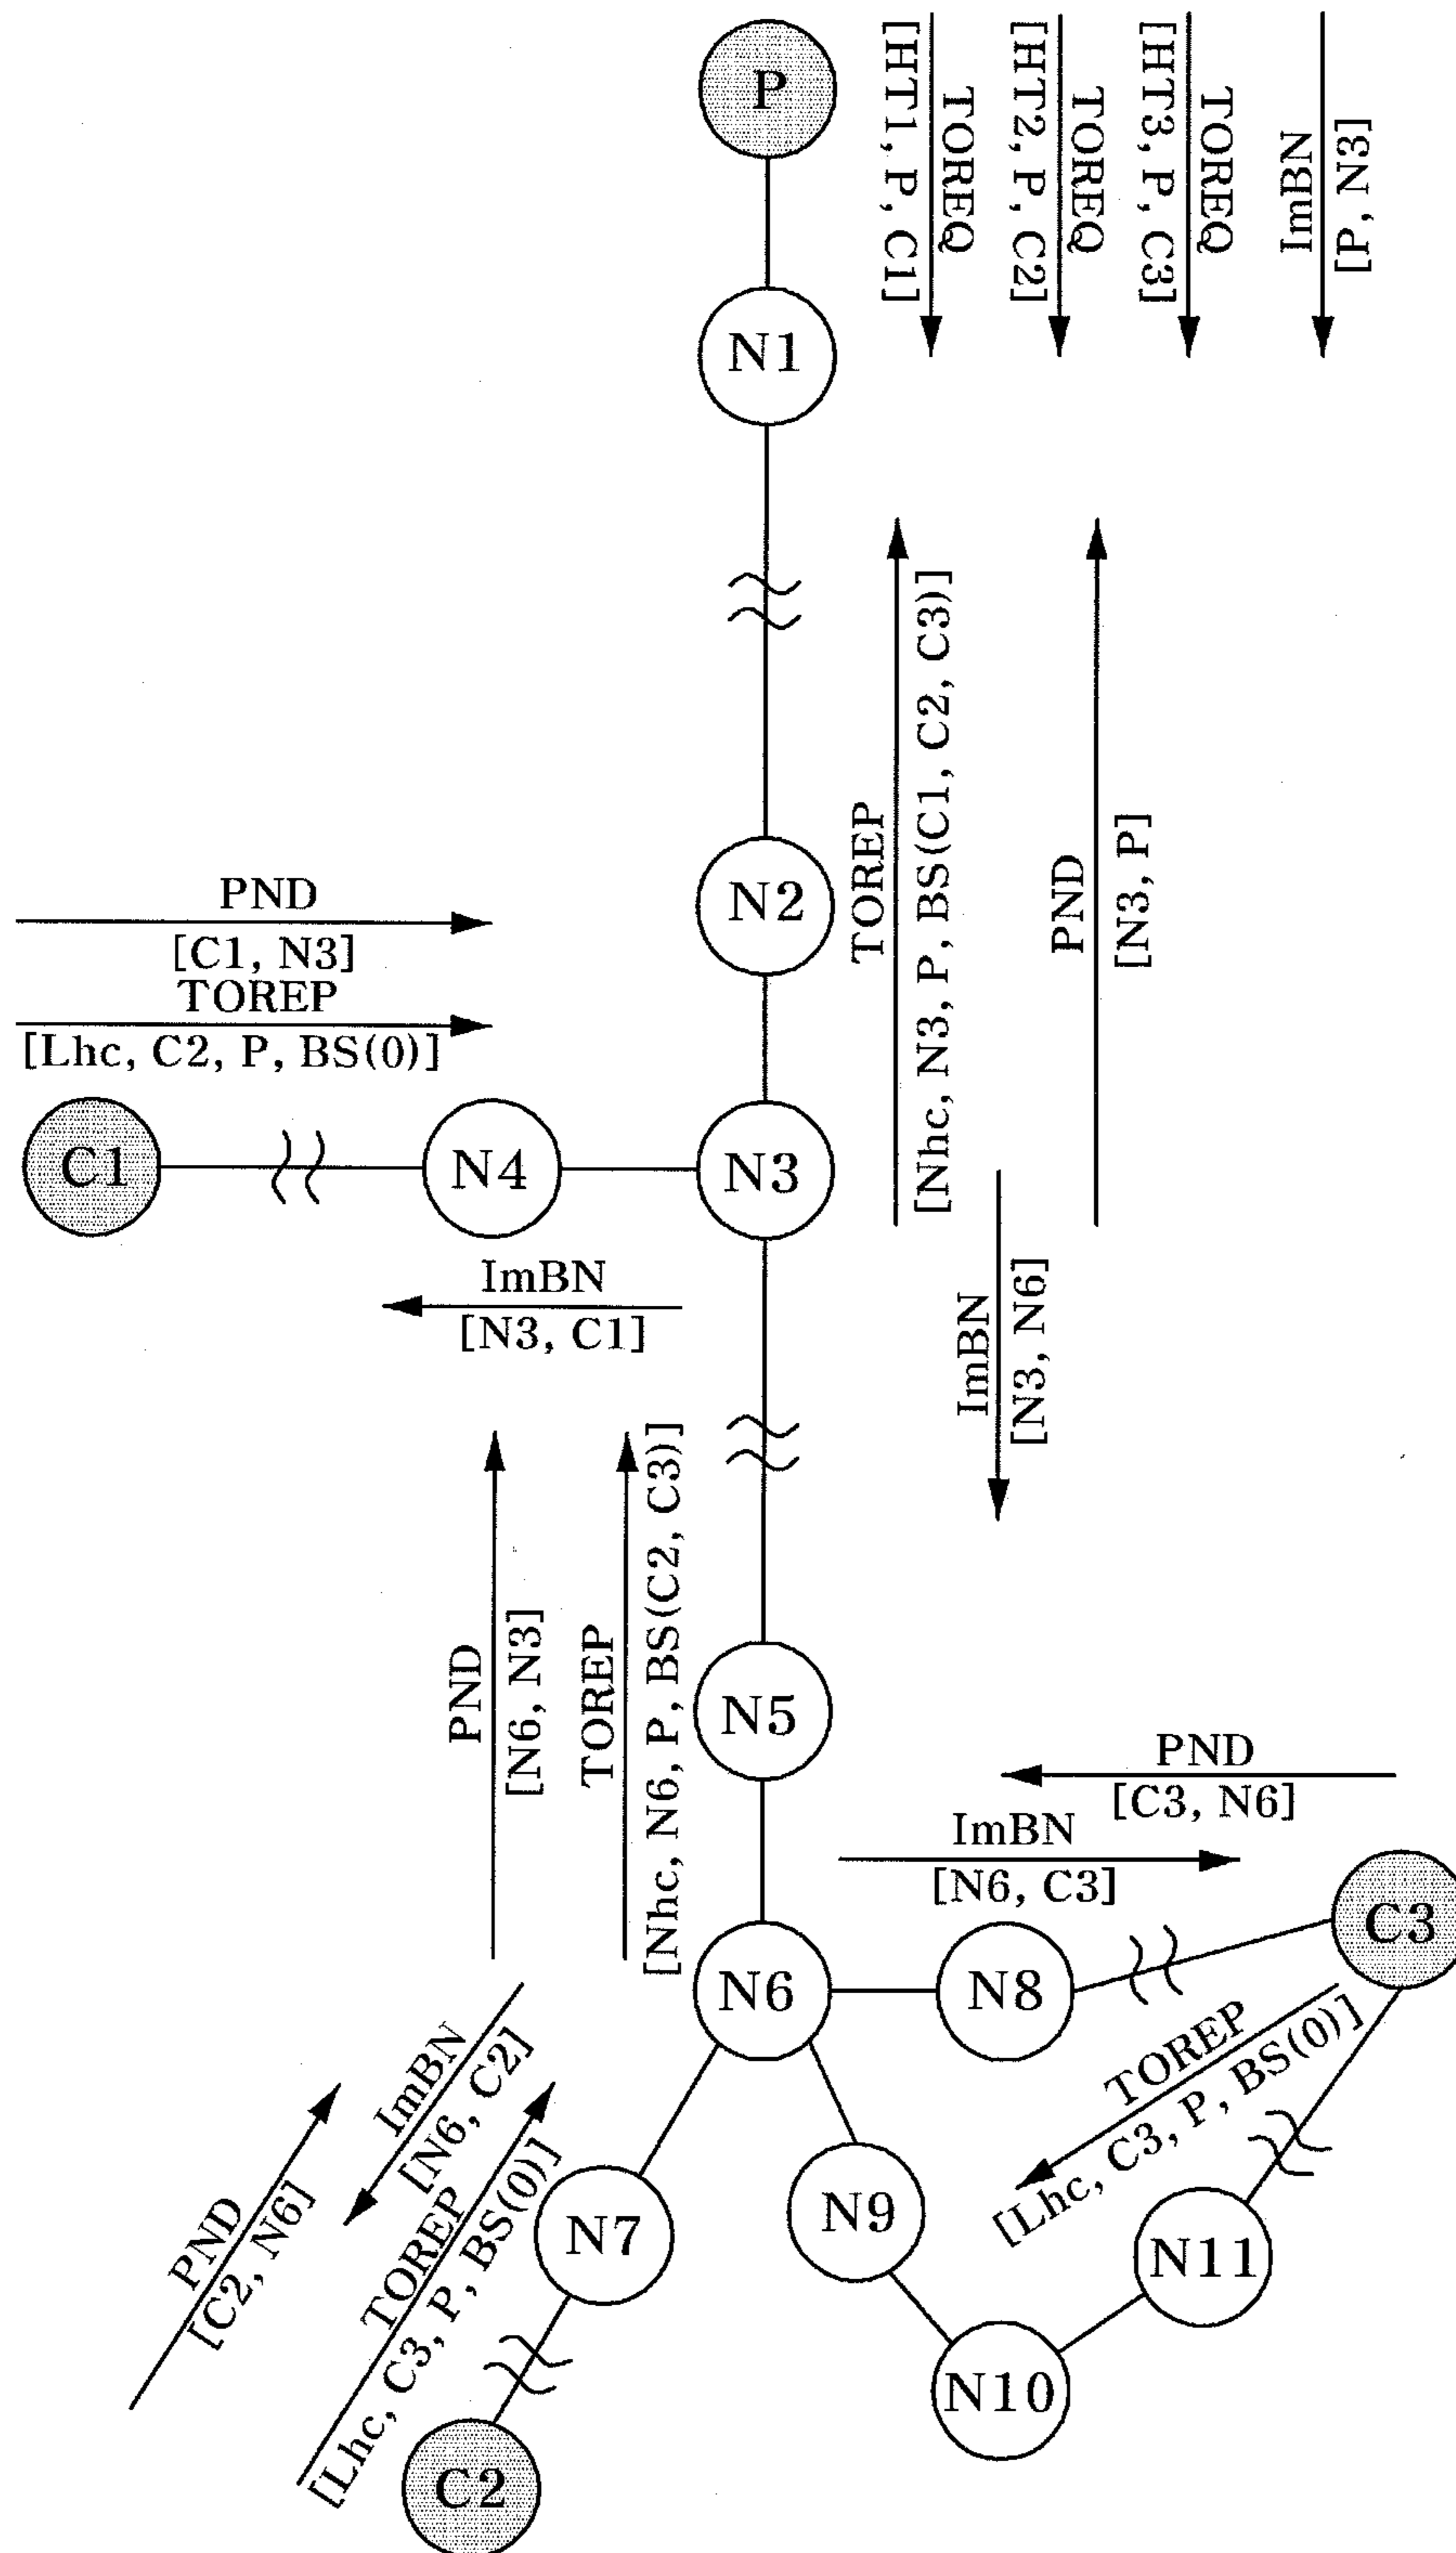 P
TOREQ
[HT1, P, C1]
TOREQ
[HT2, P, C2]
TOREQ
[HT3, P, C3]
ImBN
[P, N3]
N1
TOREP
[Nhc, N3, P, BS(C1, C2, C3)]
PND
[N3, P]
N2
PND
[C1, N3]
TOREP
[Lhc, C2, P, BS(0)]
C1
N4
N3
ImBN
[N3, C1]
ImBN
[N3, N6]
PND
[N6, N3]
TOREP
[Nhc, N6, P, BS(C2, C3)]
N5
PND
[C3, N6]
ImBN
[N6, C3]
N6
N8
C3
TOREP
[Lhc, C3, P, BS(0)]
ImBN
[N6, C2]
PND
[C2, N6]
TOREP
[Lhc, C3, P, BS(0)]
N7
N9
N11
N10
C2